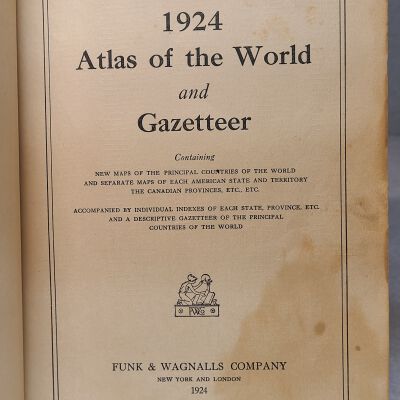 1924
Atlas of the World
and
Gazetteer
Containing
NEW MAPS OF THE PRINCIPAL COUNTRIES OF THE WORLD
AND SEPARATE MAPS OF EACH AMERICAN STATE AND TERRITORY
THE CANADIAN PROVINCES, ETC., ETC.
ACCOMPANIED BY INDIVIDUAL INDEXES OF EACH STATE, PROVINCE, ETC.
AND A DESCRIPTIVE GAZETTEER OF THE PRINCIPAL
COUNTRIES OF THE WORLD
FUNK & WAGNALLS COMPANY
NEW YORK AND LONDON
1924